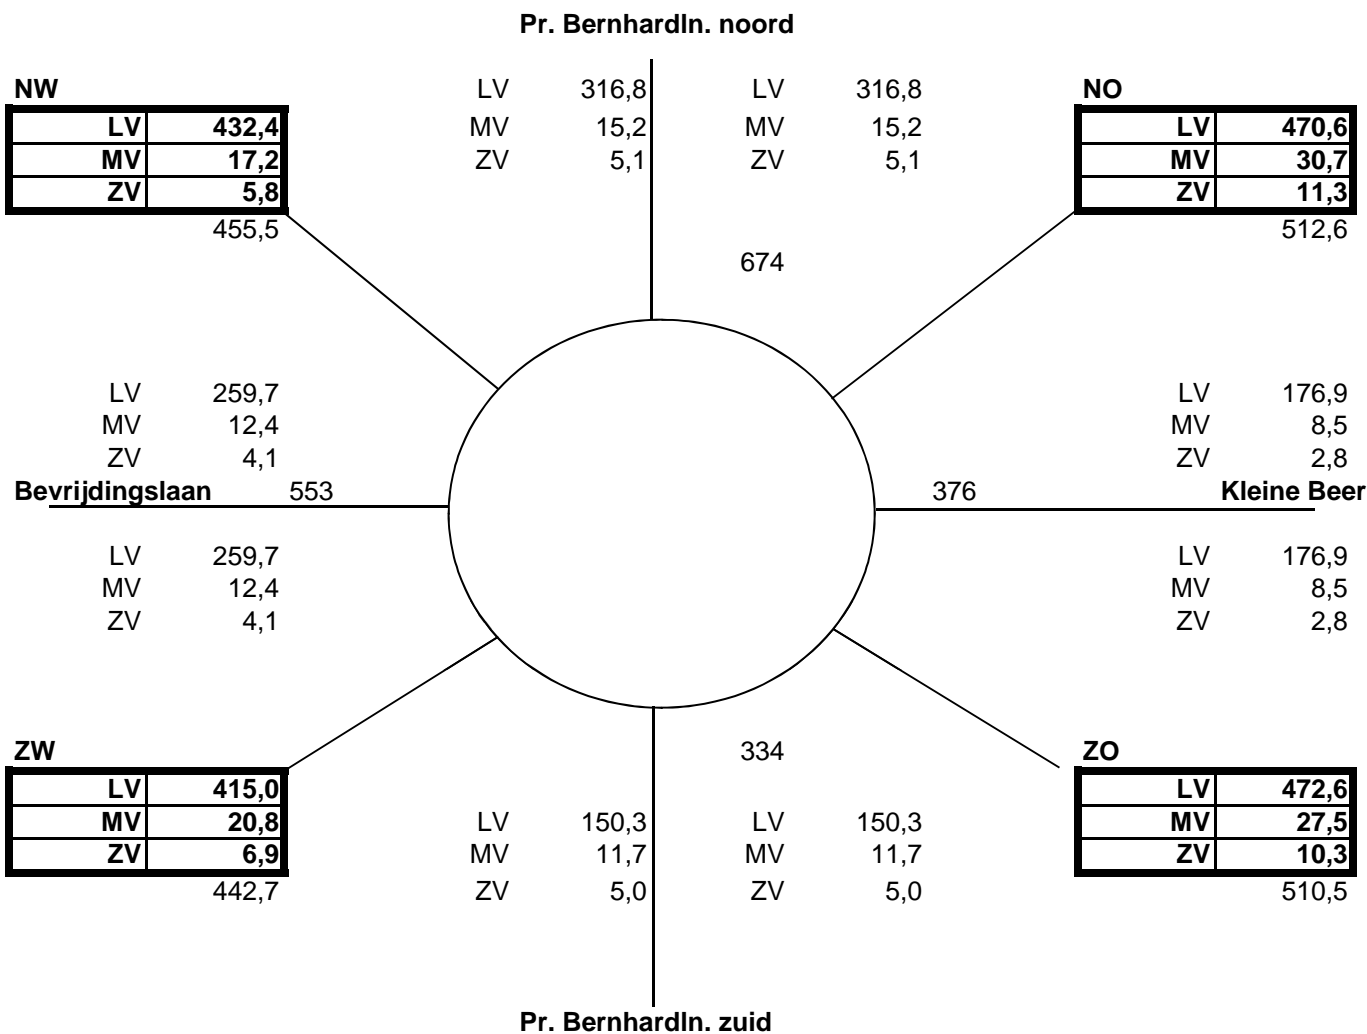 Pr. Bernhardln. noord
NW LV 316,8 LV 316,8 NO
LV 432,4 MV 15,2 MV 15,2 LV 470,6
MV 17,2 ZV 5,1 ZV 5,1 MV 30,7
ZV 5,8 ZV 11,3
455,5 512,6
674
LV 259,7 LV 176,9
MV 12,4 MV 8,5
ZV 4,1 ZV 2,8
Bevrijdingslaan 553 376 Kleine Beer
LV 259,7 LV 176,9
MV 12,4 MV 8,5
ZV 4,1 ZV 2,8
ZW 334 ZO
LV 415,0 LV 472,6
MV 20,8 LV 150,3 LV 150,3 MV 27,5
ZV 6,9 MV 11,7 MV 11,7 ZV 10,3
442,7 ZV 5,0 ZV 5,0 510,5
Pr. Bernhardln. zuid